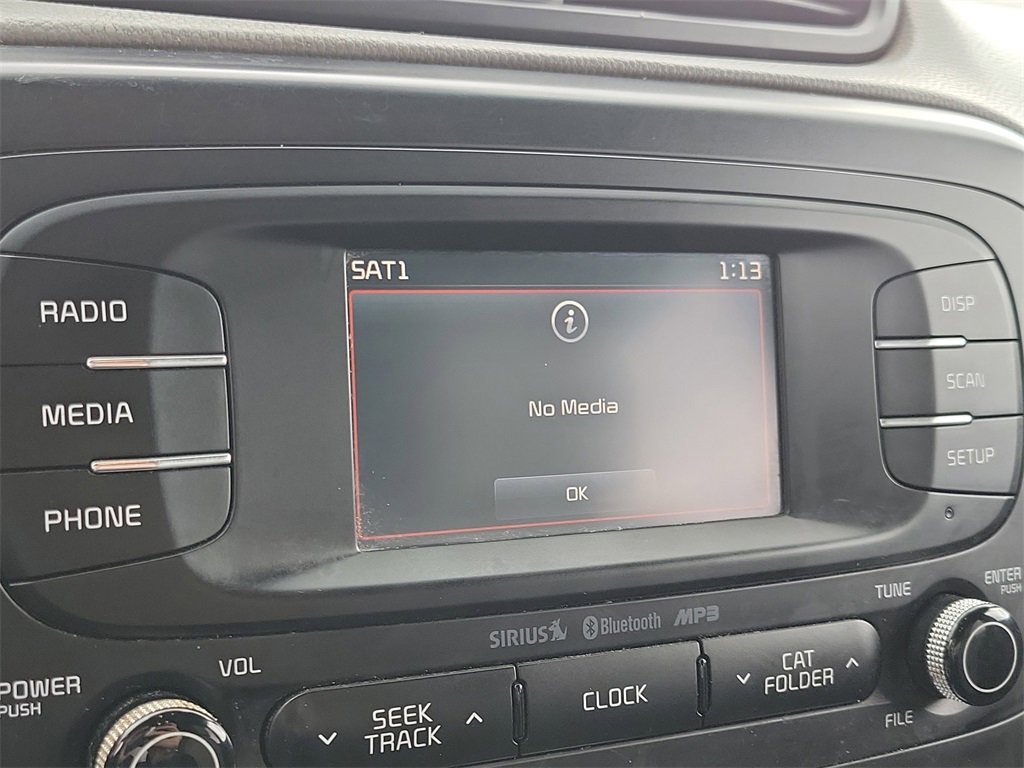 SAT1 1:13
i
No Media
OK
RADIO
MEDIA
PHONE
DISP
SCAN
SETUP
SIRIUS Bluetooth MP3
TUNE
ENTER
PUSH
VOL
POWER
PUSH
SEEK
TRACK
CLOCK
CAT
FOLDER
FILE